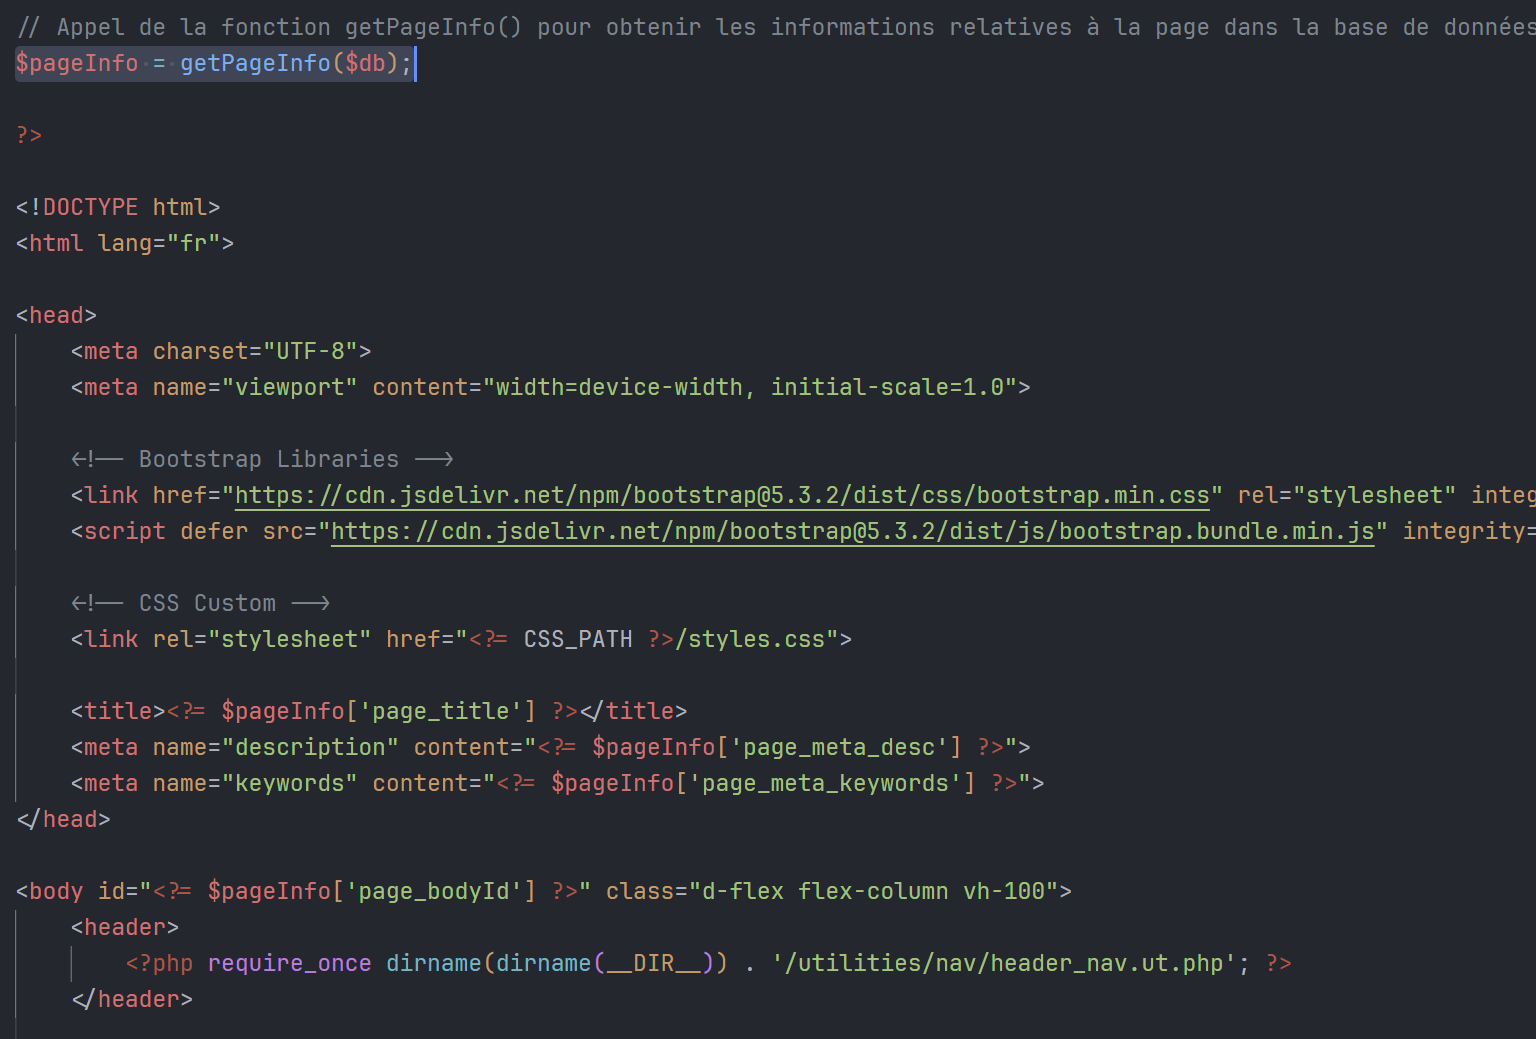 // Appel de la fonction getPageInfo() pour obtenir les informations relatives à la page dans la base de données
$pageInfo = getPageInfo($db);
?>
<!DOCTYPE html>
<html lang="fr">
<head>
<meta charset="UTF-8">
<meta name="viewport" content="width=device-width, initial-scale=1.0">
<!-- Bootstrap Libraries -->
<link href="https://cdn.jsdelivr.net/npm/bootstrap@5.3.2/dist/css/bootstrap.min.css" rel="stylesheet" integ
<script defer src="https://cdn.jsdelivr.net/npm/bootstrap@5.3.2/dist/js/bootstrap.bundle.min.js" integrity=
<!-- CSS Custom -->
<link rel="stylesheet" href="<?= CSS_PATH ?>/styles.css">
<title><?= $pageInfo['page_title'] ?></title>
<meta name="description" content="<?= $pageInfo['page_meta_desc'] ?>">
<meta name="keywords" content="<?= $pageInfo['page_meta_keywords'] ?>">
</head>
<body id="<?= $pageInfo['page_bodyId'] ?>" class="d-flex flex-column vh-100">
<header>
<?php require_once dirname(dirname(__DIR__)) . '/utilities/nav/header_nav.ut.php'; ?>
</header>